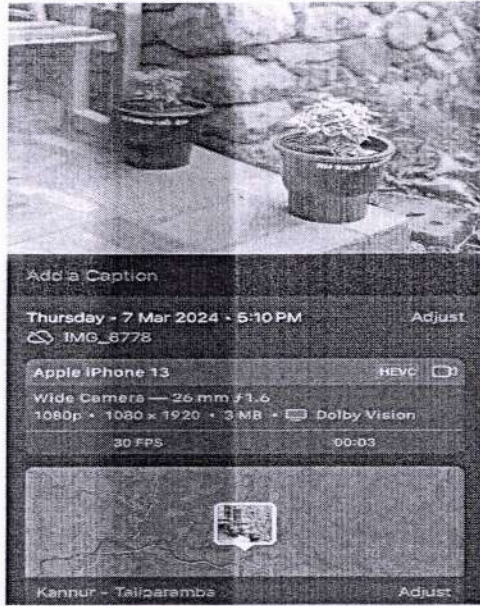 Add a Caption
Thursday - 7 Mar 2024 • 5:10 PM Adjust
IMG_6778
Apple iPhone 13 HEVC
Wide Camera — 26 mm ƒ1.6
1080p • 1080 x 1920 • 3 MB • Dolby Vision
30 FPS 00:03
Kannur - Taliparamba Adjust